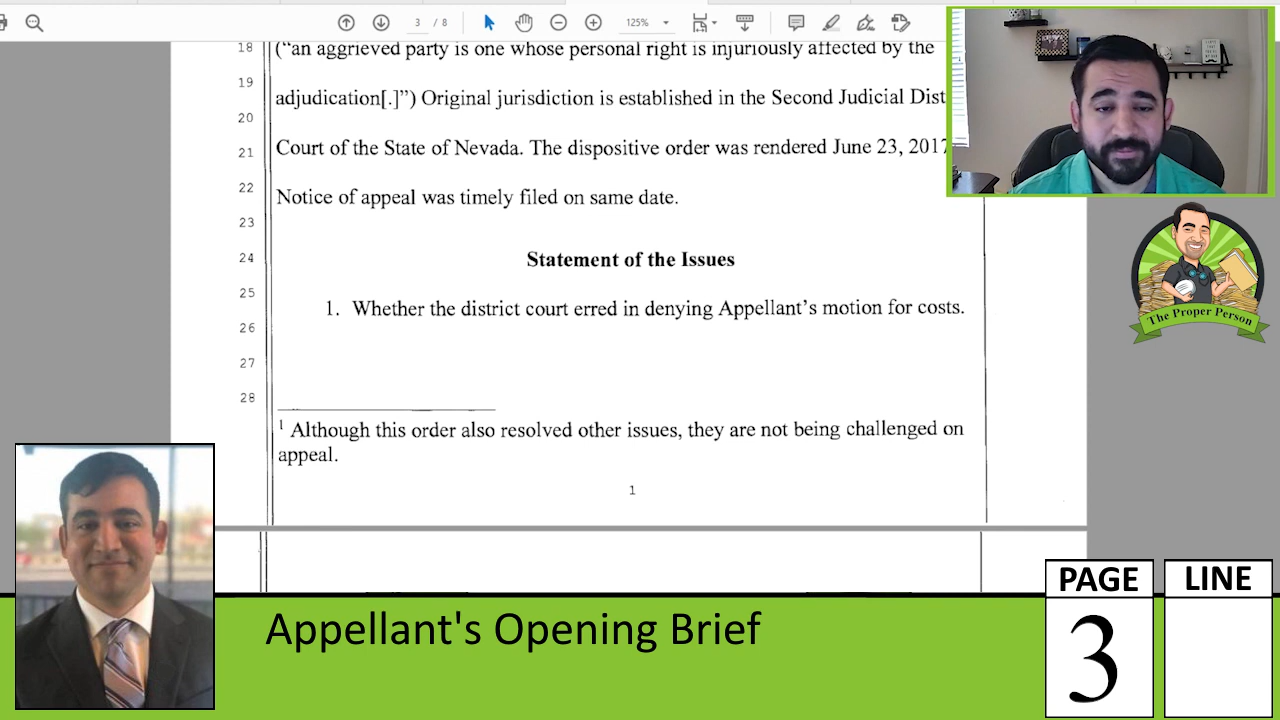 3 / 8
125%
18 (“an aggrieved party is one whose personal right is injuriously affected by the
19
adjudication[.]”) Original jurisdiction is established in the Second Judicial Dist
20
21 Court of the State of Nevada. The dispositive order was rendered June 23, 2017
22 Notice of appeal was timely filed on same date.
23
24 Statement of the Issues
25
1. Whether the district court erred in denying Appellant’s motion for costs.
26
27
28
1 Although this order also resolved other issues, they are not being challenged on
appeal.
1
The Proper Person
Appellant's Opening Brief
PAGE
3
LINE